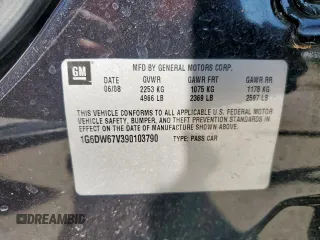 GM
MFD BY GENERAL MOTORS CORP.
DATE GVWR GAWR FRT GAWR RR
06/08 2253 KG 1075 KG 1178 KG
4966 LB 2369 LB 2597 LB
THIS VEHICLE CONFORMS TO ALL APPLICABLE U.S. FEDERAL MOTOR
VEHICLE SAFETY, BUMPER, AND THEFT PREVENTION STANDARDS IN
EFFECT ON THE DATE OF MANUFACTURE SHOWN ABOVE.
1G6DW67V390103790 TYPE: PASS CAR
DREAMBID